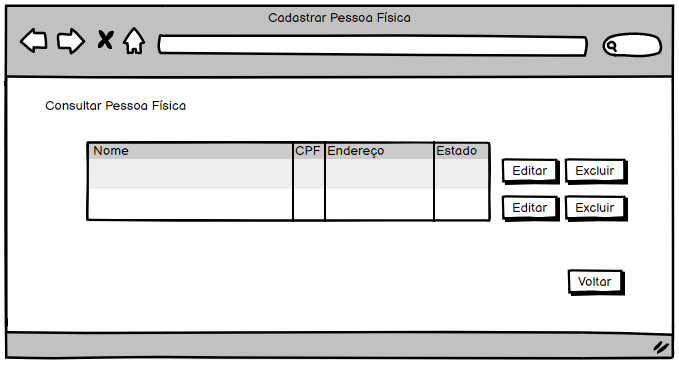 Cadastrar Pessoa Física
Consultar Pessoa Física
Nome CPF Endereço Estado
Editar Excluir
Editar Excluir
Voltar